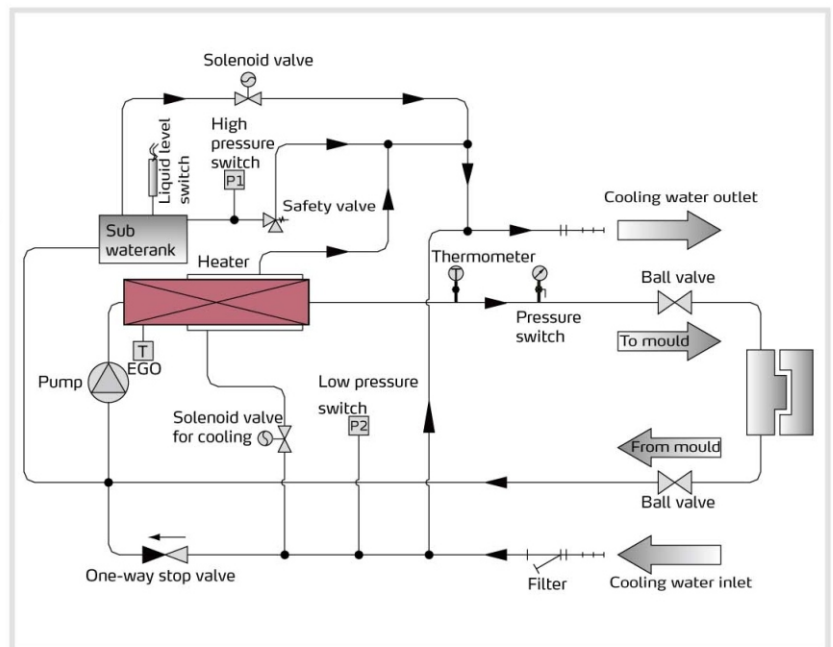 Solenoid valve
High
pressure
switch
P1
Liquid level
switch
Safety valve
Sub
waterank
Cooling water outlet
Heater
Thermometer
Ball valve
Pressure
switch
To mould
T
T
EGO
Pump
Low pressure
switch
P2
Solenoid valve
for cooling
From mould
Ball valve
One-way stop valve
Filter
Cooling water inlet